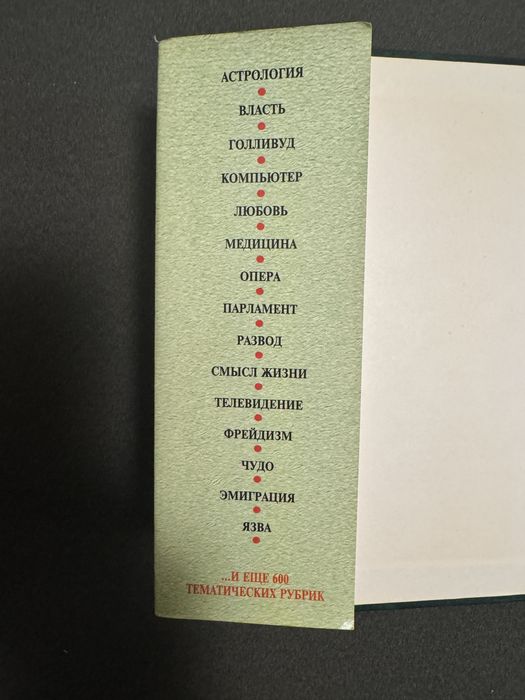 АСТРОЛОГИЯ
ВЛАСТЬ
ГОЛЛИВУД
КОМПЬЮТЕР
ЛЮБОВЬ
МЕДИЦИНА
ОПЕРА
ПАРЛАМЕНТ
РАЗВОД
СМЫСЛ ЖИЗНИ
ТЕЛЕВИДЕНИЕ
ФРЕЙДИЗМ
ЧУДО
ЭМИГРАЦИЯ
ЯЗВА
...И ЕЩЕ 600
ТЕМАТИЧЕСКИХ РУБРИК